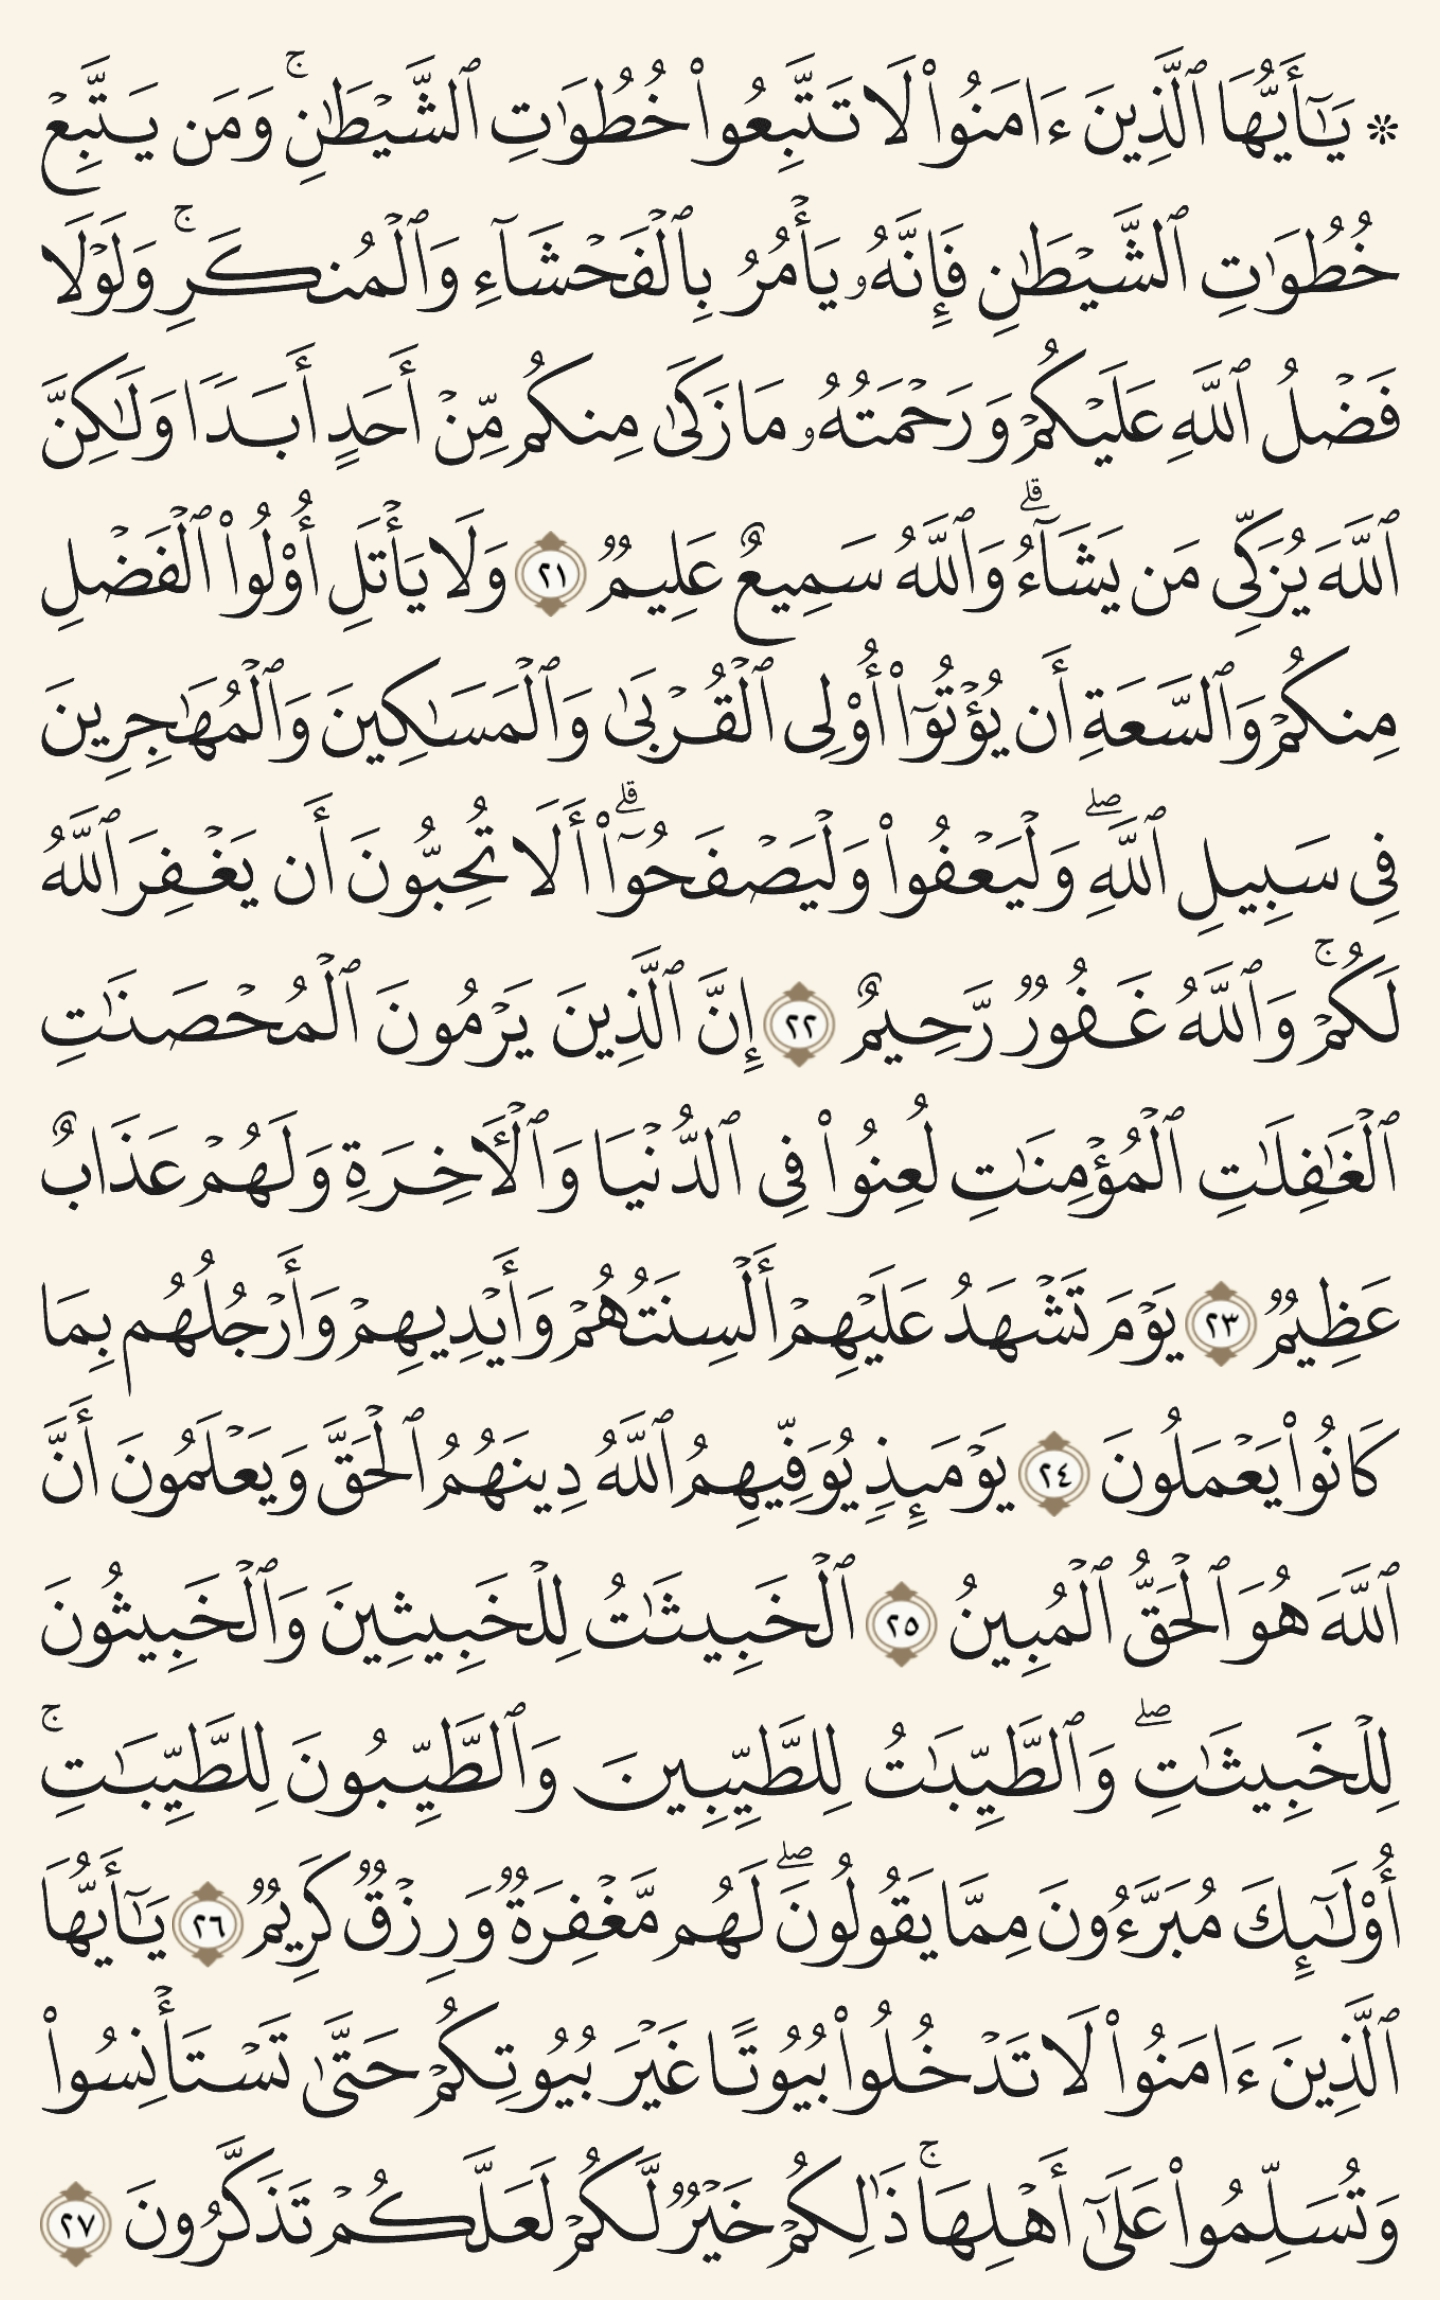 ۞ يَـٰٓأَيُّهَا ٱلَّذِينَ ءَامَنُوا۟ لَا تَتَّبِعُوا۟ خُطُوَٰتِ ٱلشَّيْطَـٰنِ ۚ وَمَن يَتَّبِعْ
خُطُوَٰتِ ٱلشَّيْطَـٰنِ فَإِنَّهُۥ يَأْمُرُ بِٱلْفَحْشَآءِ وَٱلْمُنكَرِ ۚ وَلَوْلَا
فَضْلُ ٱللَّهِ عَلَيْكُمْ وَرَحْمَتُهُۥ مَا زَكَىٰ مِنكُم مِّنْ أَحَدٍ أَبَدًا وَلَـٰكِنَّ
ٱللَّهَ يُزَكِّى مَن يَشَآءُ ۗ وَٱللَّهُ سَمِيعٌ عَلِيمٌ ٢١ وَلَا يَأْتَلِ أُو۟لُوا۟ ٱلْفَضْلِ
مِنكُمْ وَٱلسَّعَةِ أَن يُؤْتُوٓا۟ أُو۟لِى ٱلْقُرْبَىٰ وَٱلْمَسَـٰكِينَ وَٱلْمُهَـٰجِرِينَ
فِى سَبِيلِ ٱللَّهِ ۖ وَلْيَعْفُوا۟ وَلْيَصْفَحُوٓا۟ ۗ أَلَا تُحِبُّونَ أَن يَغْفِرَ ٱللَّهُ
لَكُمْ ۚ وَٱللَّهُ غَفُورٌ رَّحِيمٌ ٢٢ إِنَّ ٱلَّذِينَ يَرْمُونَ ٱلْمُحْصَنَـٰتِ
ٱلْغَـٰفِلَـٰتِ ٱلْمُؤْمِنَـٰتِ لُعِنُوا۟ فِى ٱلدُّنْيَا وَٱلْـَٔاخِرَةِ وَلَهُمْ عَذَابٌ
عَظِيمٌ ٢٣ يَوْمَ تَشْهَدُ عَلَيْهِمْ أَلْسِنَتُهُمْ وَأَيْدِيهِمْ وَأَرْجُلُهُم بِمَا
كَانُوا۟ يَعْمَلُونَ ٢٤ يَوْمَئِذٍ يُوَفِّيهِمُ ٱللَّهُ دِينَهُمُ ٱلْحَقَّ وَيَعْلَمُونَ أَنَّ
ٱللَّهَ هُوَ ٱلْحَقُّ ٱلْمُبِينُ ٢٥ ٱلْخَبِيثَـٰتُ لِلْخَبِيثِينَ وَٱلْخَبِيثُونَ
لِلْخَبِيثَـٰتِ ۖ وَٱلطَّيِّبَـٰتُ لِلطَّيِّبِينَ وَٱلطَّيِّبُونَ لِلطَّيِّبَـٰتِ ۚ
أُو۟لَـٰٓئِكَ مُبَرَّءُونَ مِمَّا يَقُولُونَ ۖ لَهُم مَّغْفِرَةٌ وَرِزْقٌ كَرِيمٌ ٢٦ يَـٰٓأَيُّهَا
ٱلَّذِينَ ءَامَنُوا۟ لَا تَدْخُلُوا۟ بُيُوتًا غَيْرَ بُيُوتِكُمْ حَتَّىٰ تَسْتَأْنِسُوا۟
وَتُسَلِّمُوا۟ عَلَىٰٓ أَهْلِهَا ۚ ذَٰلِكُمْ خَيْرٌ لَّكُمْ لَعَلَّكُمْ تَذَكَّرُونَ ٢٧